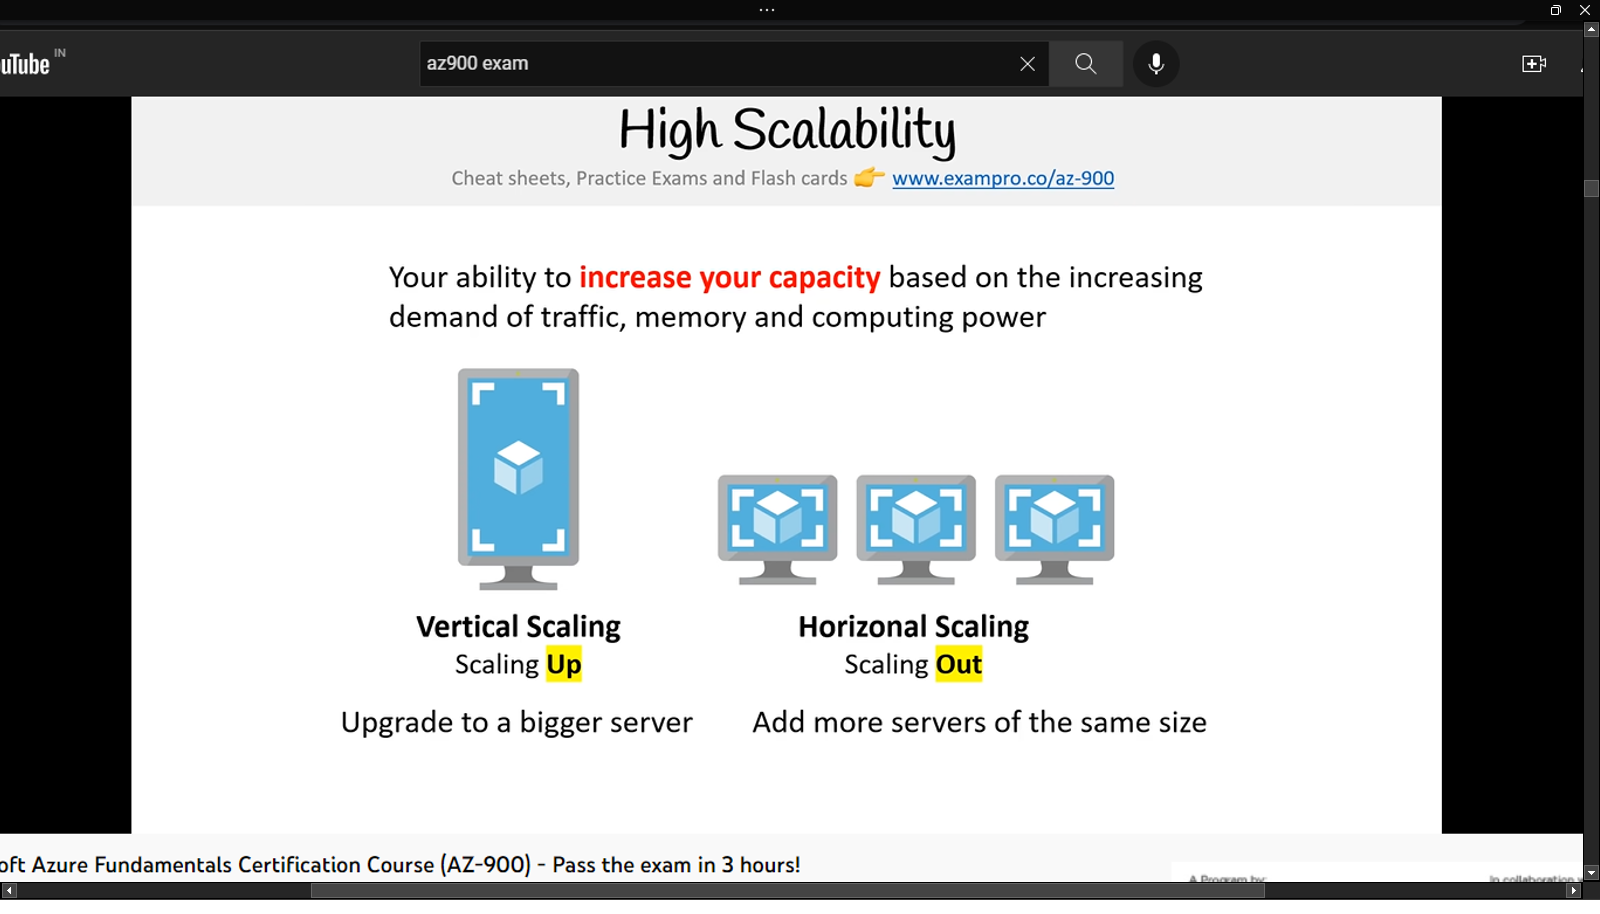 uTube IN
az900 exam
High Scalability
Cheat sheets, Practice Exams and Flash cards 👉 www.exampro.co/az-900
Your ability to increase your capacity based on the increasing
demand of traffic, memory and computing power
Vertical Scaling
Scaling Up
Upgrade to a bigger server
Horizonal Scaling
Scaling Out
Add more servers of the same size
oft Azure Fundamentals Certification Course (AZ-900) - Pass the exam in 3 hours!
A Program by:
In collaboration